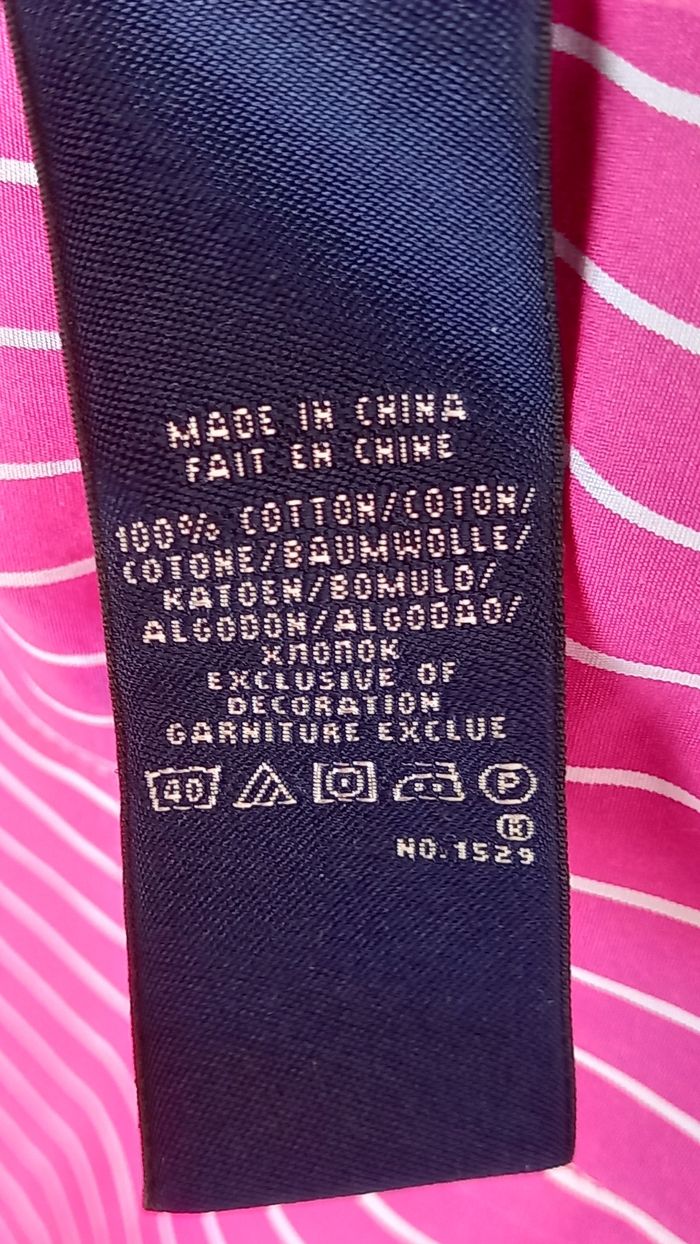 MADE IN CHINA
FAIT EN CHINE
100% COTTON/COTON/
COTONE/BAUMWOLLE/
KATOEN/BOMULD/
ALGODON/ALGODAO/
ХЛОПОК
EXCLUSIVE OF
DECORATION
GARNITURE EXCLUE
40 P
K
NO.1529